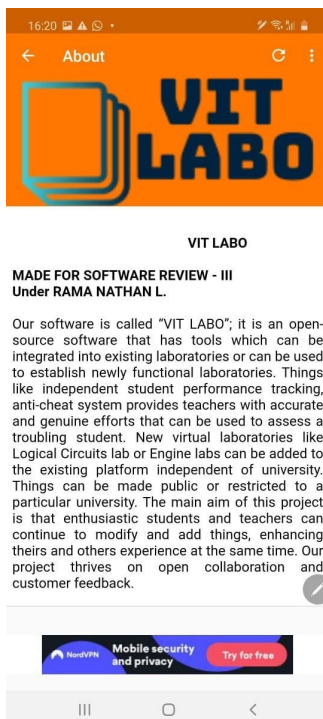 16:20
About
VIT
LABO
VIT LABO
MADE FOR SOFTWARE REVIEW - III
Under RAMA NATHAN L.
Our software is called “VIT LABO”; it is an open-
source software that has tools which can be
integrated into existing laboratories or can be used
to establish newly functional laboratories. Things
like independent student performance tracking,
anti-cheat system provides teachers with accurate
and genuine efforts that can be used to assess a
troubling student. New virtual laboratories like
Logical Circuits lab or Engine labs can be added to
the existing platform independent of university.
Things can be made public or restricted to a
particular university. The main aim of this project
is that enthusiastic students and teachers can
continue to modify and add things, enhancing
theirs and others experience at the same time. Our
project thrives on open collaboration and
customer feedback.
NordVPN
Mobile security
and privacy
Try for free